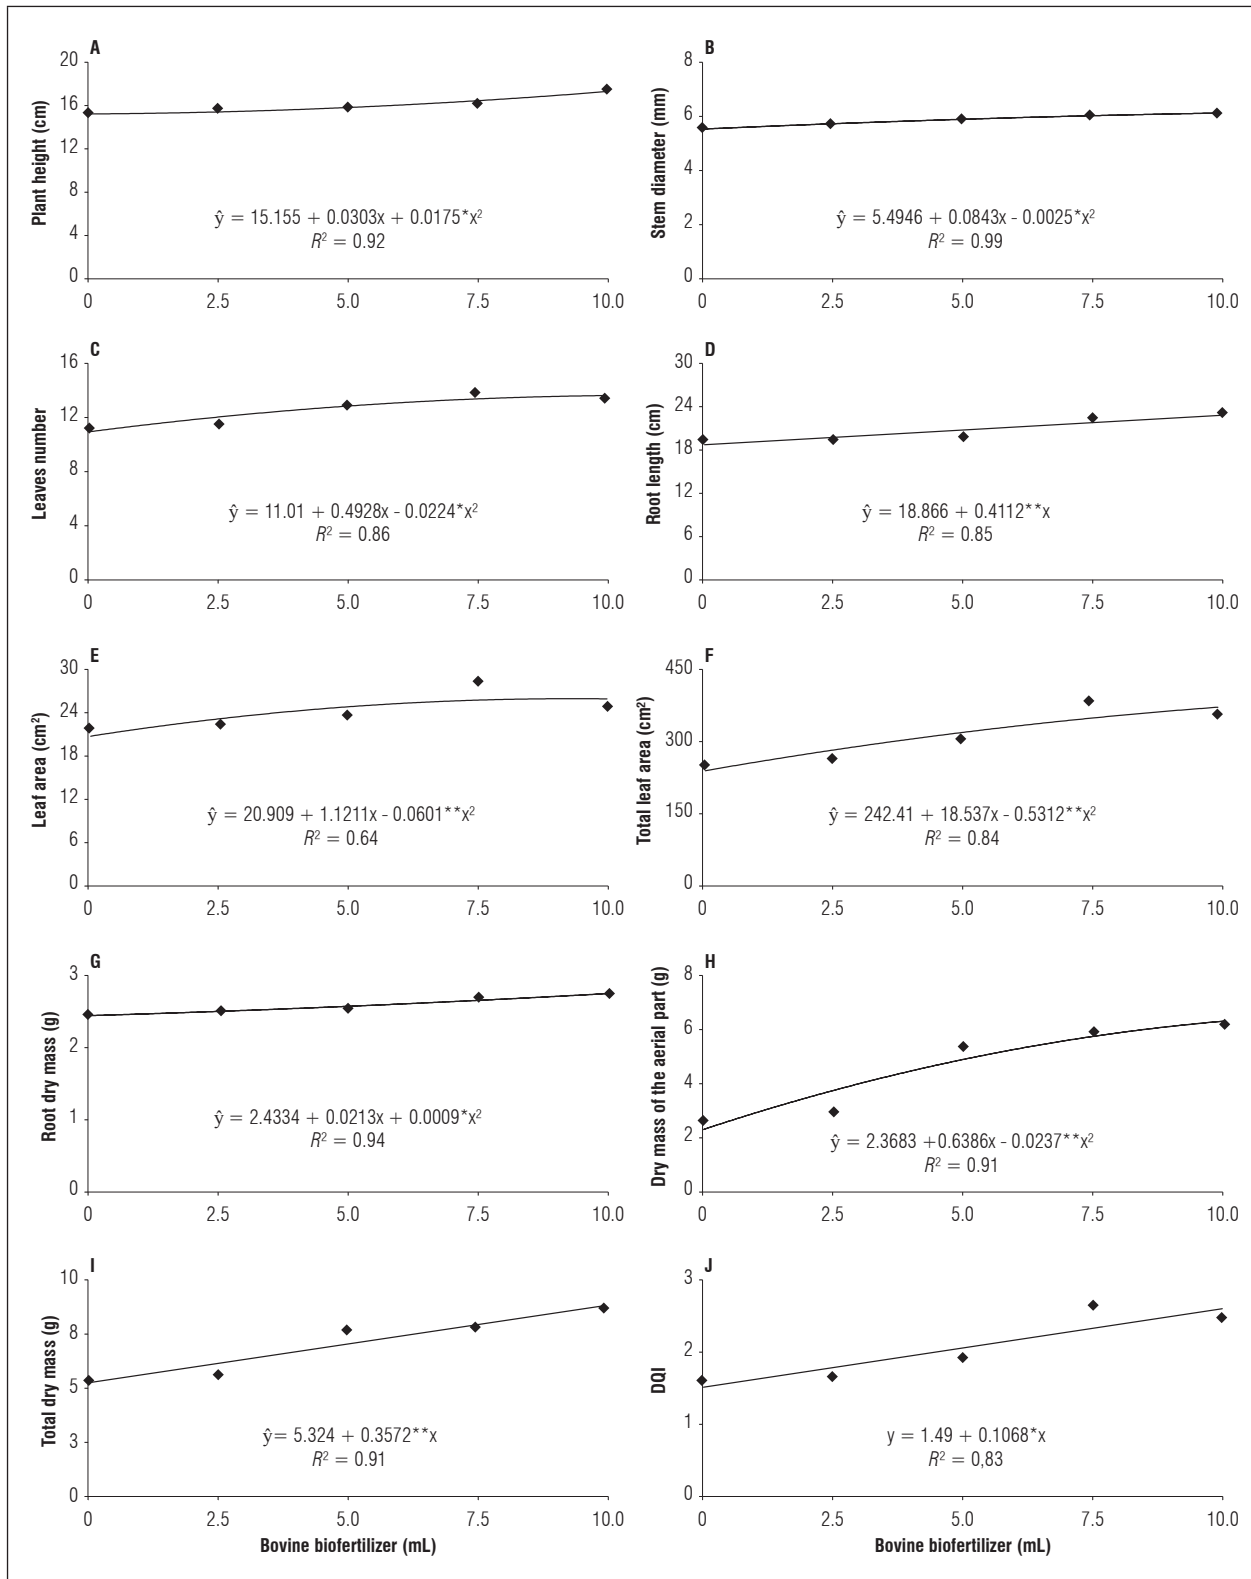 A
Plant height (cm)
20
16
12
8
4
0
ŷ = 15.155 + 0.0303x + 0.0175*x²
R² = 0.92
0 2.5 5.0 7.5 10.0
B
Stem diameter (mm)
8
6
4
2
0
ŷ = 5.4946 + 0.0843x - 0.0025*x²
R² = 0.99
0 2.5 5.0 7.5 10.0
C
Leaves number
16
12
8
4
0
ŷ = 11.01 + 0.4928x - 0.0224*x²
R² = 0.86
0 2.5 5.0 7.5 10.0
D
Root length (cm)
30
24
18
12
6
0
ŷ = 18.866 + 0.4112**x
R² = 0.85
0 2.5 5.0 7.5 10.0
E
Leaf area (cm²)
30
24
18
12
6
0
ŷ = 20.909 + 1.1211x - 0.0601**x²
R² = 0.64
0 2.5 5.0 7.5 10.0
F
Total leaf area (cm²)
450
300
150
0
ŷ = 242.41 + 18.537x - 0.5312**x²
R² = 0.84
0 2.5 5.0 7.5 10.0
G
Root dry mass (g)
3
2
1
0
ŷ = 2.4334 + 0.0213x + 0.0009*x²
R² = 0.94
0 2.5 5.0 7.5 10.0
H
Dry mass of the aerial part (g)
8
6
4
2
0
ŷ = 2.3683 +0.6386x - 0.0237**x²
R² = 0.91
0 2.5 5.0 7.5 10.0
I
Total dry mass (g)
10
8
5
3
0
ŷ= 5.324 + 0.3572**x
R² = 0.91
0 2.5 5.0 7.5 10.0
Bovine biofertilizer (mL)
J
DQI
3
2
1
0
y = 1.49 + 0.1068*x
R² = 0,83
0 2.5 5.0 7.5 10.0
Bovine biofertilizer (mL)